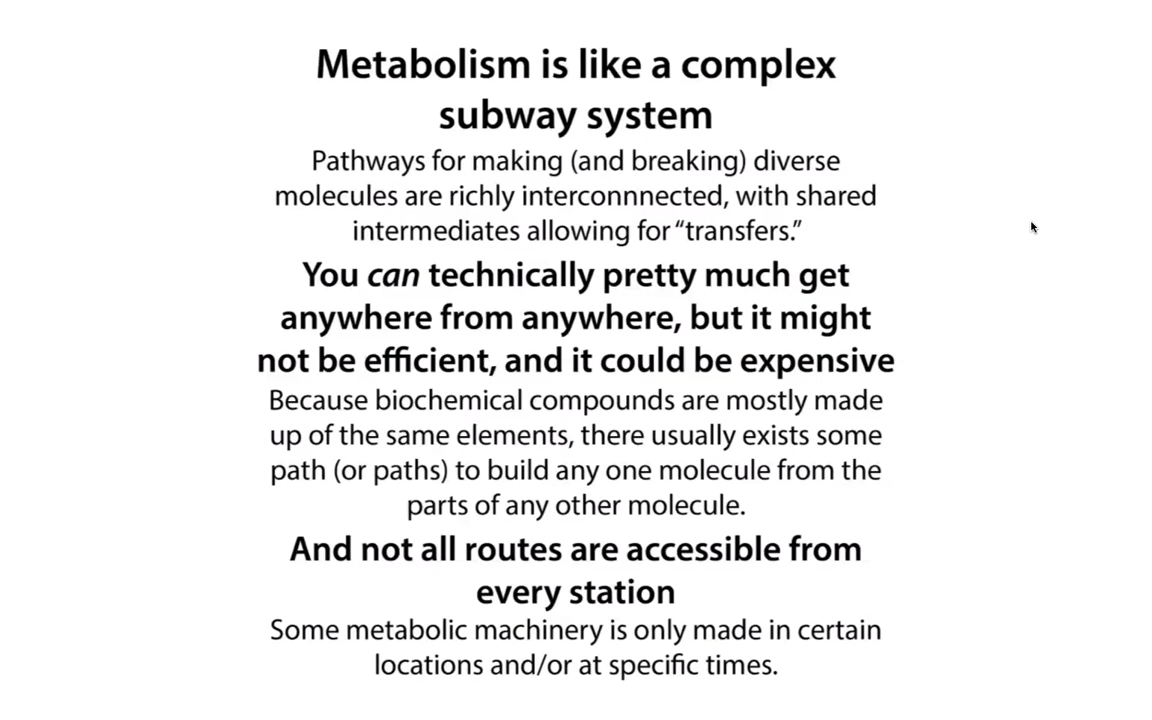 Metabolism is like a complex
subway system
Pathways for making (and breaking) diverse
molecules are richly interconnnected, with shared
intermediates allowing for “transfers.”
You can technically pretty much get
anywhere from anywhere, but it might
not be efficient, and it could be expensive
Because biochemical compounds are mostly made
up of the same elements, there usually exists some
path (or paths) to build any one molecule from the
parts of any other molecule.
And not all routes are accessible from
every station
Some metabolic machinery is only made in certain
locations and/or at specific times.